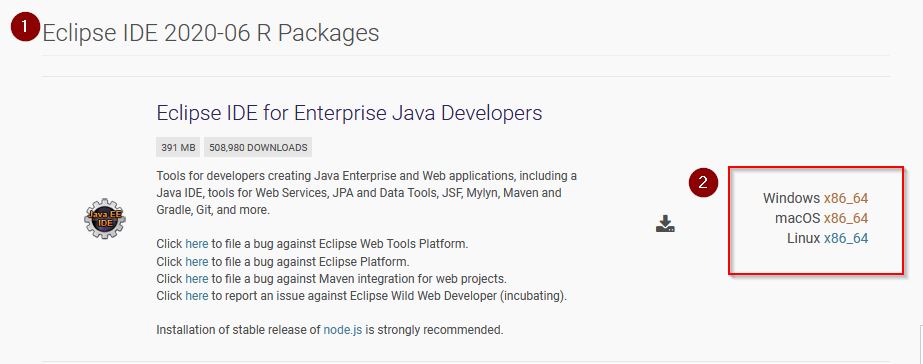 1
Eclipse IDE 2020-06 R Packages
Eclipse IDE for Enterprise Java Developers
391 MB 508,980 DOWNLOADS
Tools for developers creating Java Enterprise and Web applications, including a
Java IDE, tools for Web Services, JPA and Data Tools, JSF, Mylyn, Maven and
Gradle, Git, and more.
Java EE
IDE
Click here to file a bug against Eclipse Web Tools Platform.
Click here to file a bug against Eclipse Platform.
Click here to file a bug against Maven integration for web projects.
Click here to report an issue against Eclipse Wild Web Developer (incubating).
Installation of stable release of node.js is strongly recommended.
2
Windows x86_64
macOS x86_64
Linux x86_64